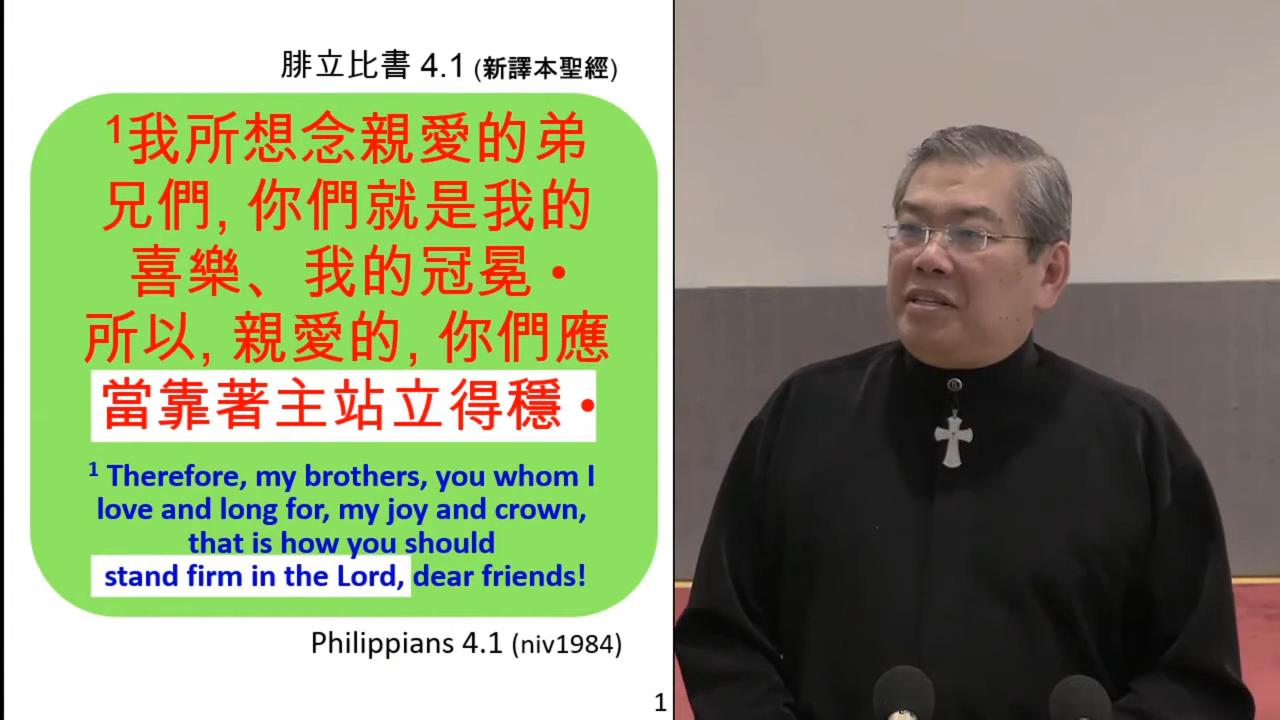 腓立比書 4.1 (新譯本聖經)
1我所想念親愛的弟
兄們, 你們就是我的
喜樂、我的冠冕 •
所以, 親愛的, 你們應
當靠著主站立得穩 •
1 Therefore, my brothers, you whom I
love and long for, my joy and crown,
that is how you should
stand firm in the Lord, dear friends!
Philippians 4.1 (niv1984)
1